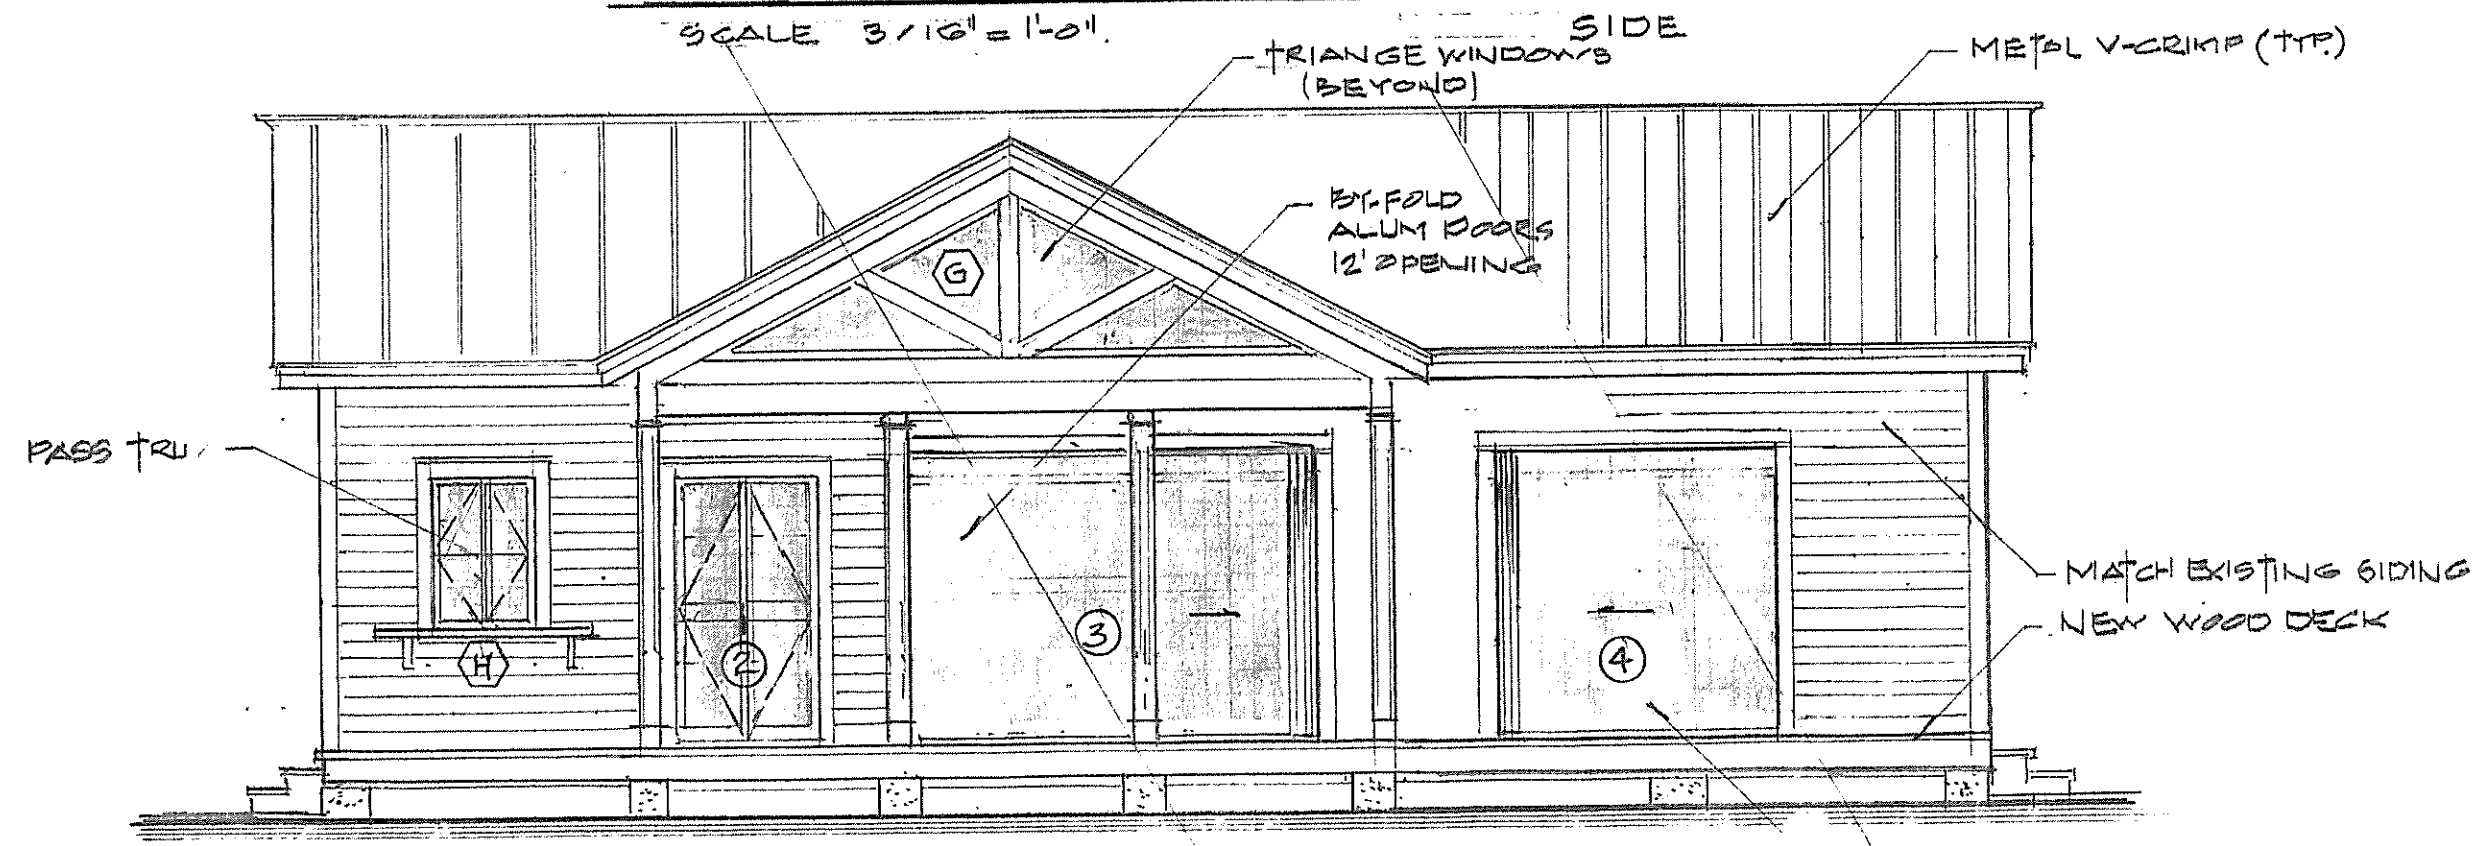 SCALE 3/16" = 1'-0".
SIDE
TRIANGE WINDOWS
(BEYOND)
METAL V-CRIMP (TYP.)
BY-FOLD
ALUM DOORS
12' OPENING
G
PASS TRU.
H
2
3
4
MATCH EXISTING SIDING
NEW WOOD DECK